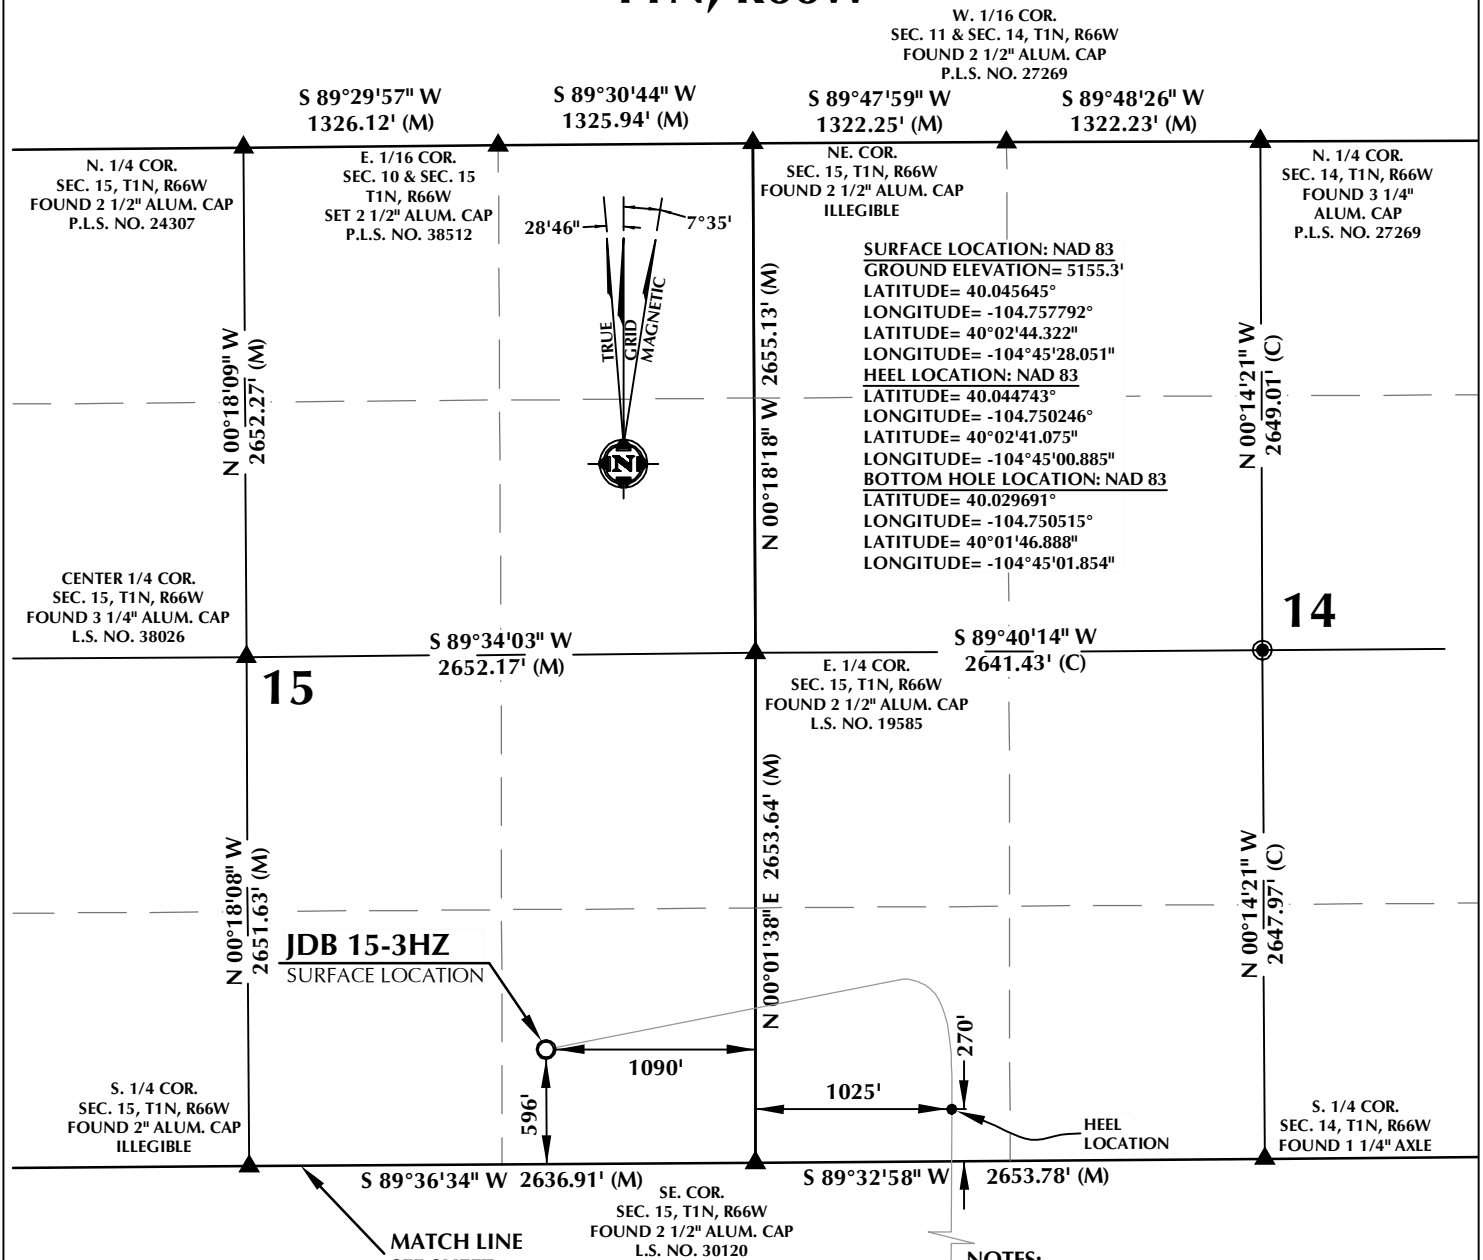 T1N, R66W
W. 1/16 COR.
SEC. 11 & SEC. 14, T1N, R66W
FOUND 2 1/2" ALUM. CAP
P.L.S. NO. 27269
S 89°29'57" W
1326.12' (M)
S 89°30'44" W
1325.94' (M)
S 89°47'59" W
1322.25' (M)
S 89°48'26" W
1322.23' (M)
N. 1/4 COR.
SEC. 15, T1N, R66W
FOUND 2 1/2" ALUM. CAP
P.L.S. NO. 24307
E. 1/16 COR.
SEC. 10 & SEC. 15
T1N, R66W
SET 2 1/2" ALUM. CAP
P.L.S. NO. 38512
NE. COR.
SEC. 15, T1N, R66W
FOUND 2 1/2" ALUM. CAP
ILLEGIBLE
N. 1/4 COR.
SEC. 14, T1N, R66W
FOUND 3 1/4"
ALUM. CAP
P.L.S. NO. 27269
28'46"
7°35'
TRUE
GRID
MAGNETIC
N
SURFACE LOCATION: NAD 83
GROUND ELEVATION= 5155.3'
LATITUDE= 40.045645°
LONGITUDE= -104.757792°
LATITUDE= 40°02'44.322"
LONGITUDE= -104°45'28.051"
HEEL LOCATION: NAD 83
LATITUDE= 40.044743°
LONGITUDE= -104.750246°
LATITUDE= 40°02'41.075"
LONGITUDE= -104°45'00.885"
BOTTOM HOLE LOCATION: NAD 83
LATITUDE= 40.029691°
LONGITUDE= -104.750515°
LATITUDE= 40°01'46.888"
LONGITUDE= -104°45'01.854"
N 00°18'09" W
2652.27' (M)
N 00°18'18" W 2655.13' (M)
N 00°14'21" W
2649.01' (C)
CENTER 1/4 COR.
SEC. 15, T1N, R66W
FOUND 3 1/4" ALUM. CAP
L.S. NO. 38026
S 89°34'03" W
2652.17' (M)
S 89°40'14" W
2641.43' (C)
14
15
E. 1/4 COR.
SEC. 15, T1N, R66W
FOUND 2 1/2" ALUM. CAP
L.S. NO. 19585
N 00°18'08" W
2651.63' (M)
N 00°01'38" E 2653.64' (M)
N 00°14'21" W
2647.97' (C)
JDB 15-3HZ
SURFACE LOCATION
1090'
596'
1025'
270'
HEEL
LOCATION
S. 1/4 COR.
SEC. 15, T1N, R66W
FOUND 2" ALUM. CAP
ILLEGIBLE
S. 1/4 COR.
SEC. 14, T1N, R66W
FOUND 1 1/4" AXLE
S 89°36'34" W 2636.91' (M)
S 89°32'58" W 2653.78' (M)
SE. COR.
SEC. 15, T1N, R66W
FOUND 2 1/2" ALUM. CAP
L.S. NO. 30120
MATCH LINE
NOTES: